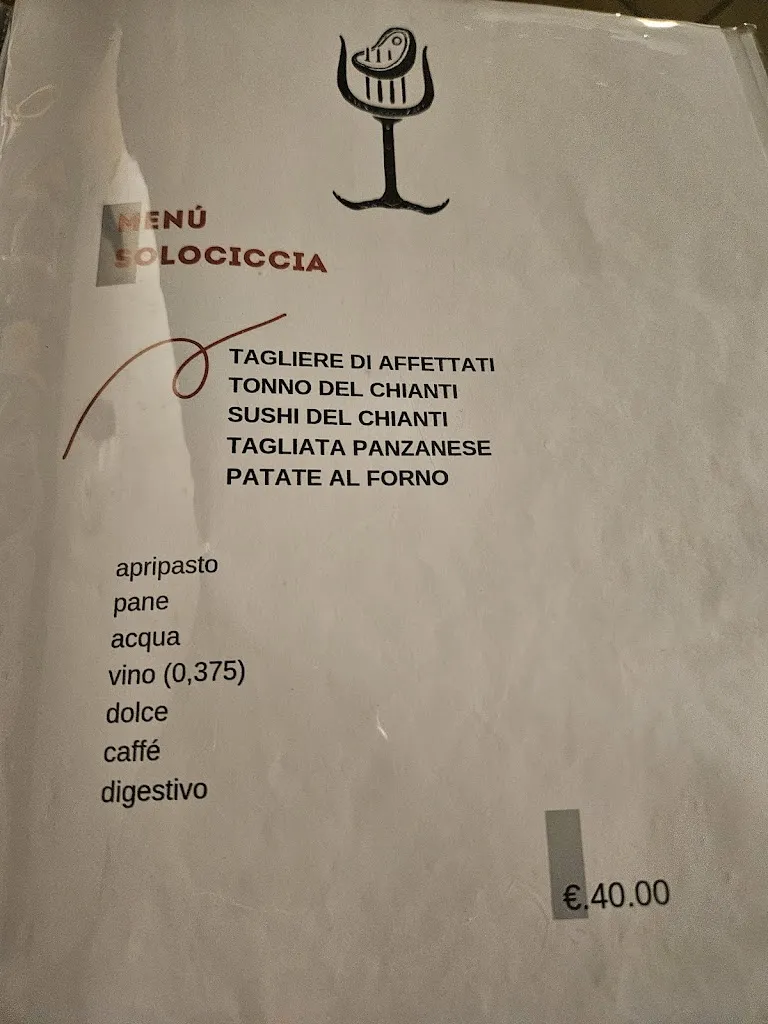 MENÚ
SOLOCICCIA
TAGLIERE DI AFFETTATI
TONNO DEL CHIANTI
SUSHI DEL CHIANTI
TAGLIATA PANZANESE
PATATE AL FORNO
apripasto
pane
acqua
vino (0,375)
dolce
caffé
digestivo
€.40.00